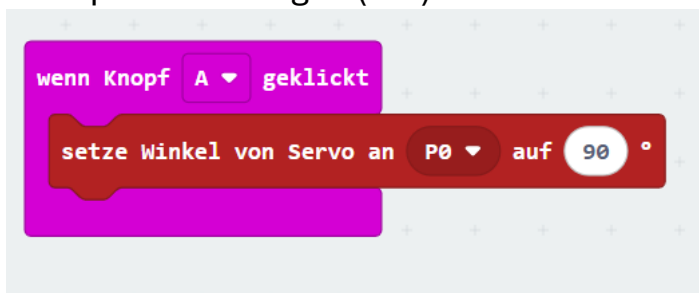 wenn Knopf A geklickt
setze Winkel von Servo an P0 auf 90 °